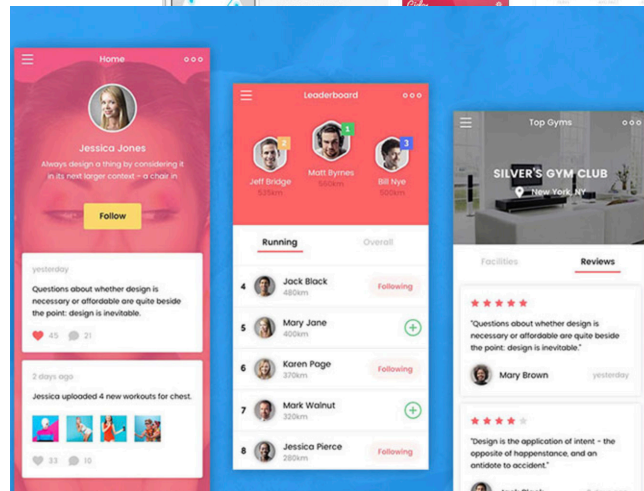 Home
Jessica Jones
Always design a thing by considering it
in its next larger context - a chair in
Follow
yesterday
Questions about whether design is
necessary or affordable are quite beside
the point: design is inevitable.
45 21
2 days ago
Jessica uploaded 4 new workouts for chest.
33 10
Leaderboard
2
1
3
Jeff Bridge
Matt Byrnes
Bill Nye
525km
560km
500km
Running Overall
4 Jack Black Following
480km
5 Mary Jane
400km
6 Karen Page Following
370km
7 Mark Walnut
320km
8 Jessica Pierce Following
280km
Top Gyms
SILVER'S GYM CLUB
New York, NY
Facilities Reviews
"Questions about whether design is
necessary or affordable are quite beside
the point: design is inevitable."
Mary Brown yesterday
"Design is the application of intent - the
opposite of happenstance, and an
antidote to accident."